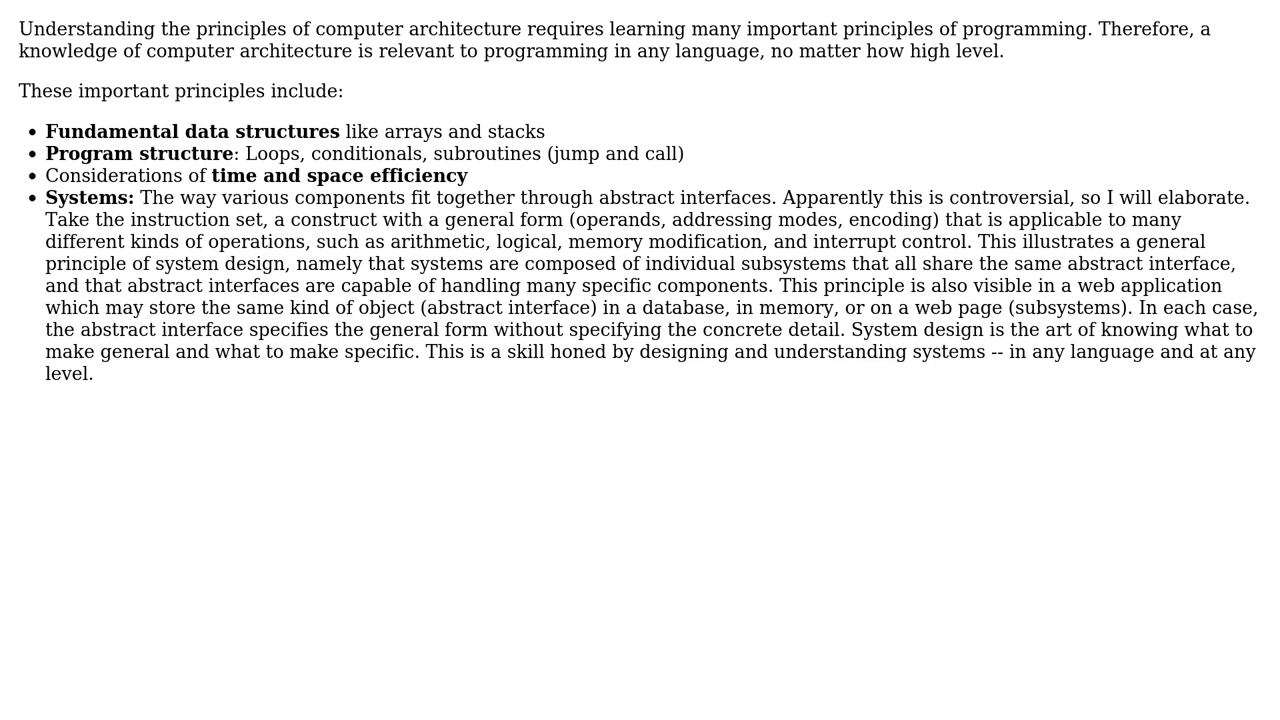 Understanding the principles of computer architecture requires learning many important principles of programming. Therefore, a
knowledge of computer architecture is relevant to programming in any language, no matter how high level.
These important principles include:
• Fundamental data structures like arrays and stacks
• Program structure: Loops, conditionals, subroutines (jump and call)
• Considerations of time and space efficiency
• Systems: The way various components fit together through abstract interfaces. Apparently this is controversial, so I will elaborate.
Take the instruction set, a construct with a general form (operands, addressing modes, encoding) that is applicable to many
different kinds of operations, such as arithmetic, logical, memory modification, and interrupt control. This illustrates a general
principle of system design, namely that systems are composed of individual subsystems that all share the same abstract interface,
and that abstract interfaces are capable of handling many specific components. This principle is also visible in a web application
which may store the same kind of object (abstract interface) in a database, in memory, or on a web page (subsystems). In each case,
the abstract interface specifies the general form without specifying the concrete detail. System design is the art of knowing what to
make general and what to make specific. This is a skill honed by designing and understanding systems -- in any language and at any
level.